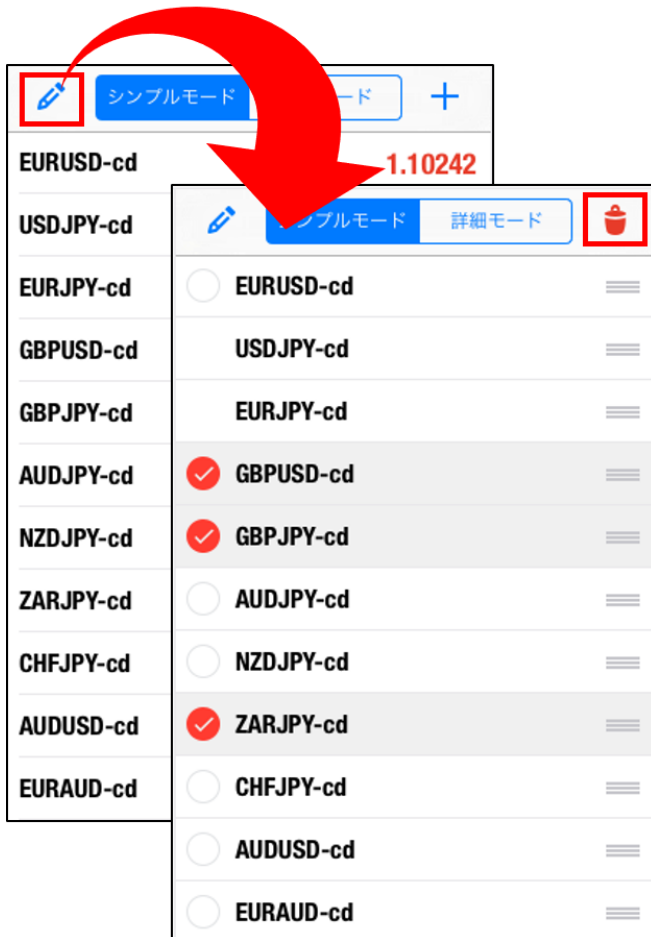 シンプルモード
ード
EURUSD-cd
1.10242
USDJPY-cd
EURJPY-cd
GBPUSD-cd
GBPJPY-cd
AUDJPY-cd
NZDJPY-cd
ZARJPY-cd
CHFJPY-cd
AUDUSD-cd
EURAUD-cd
ンプルモード
詳細モード
EURUSD-cd
USDJPY-cd
EURJPY-cd
GBPUSD-cd
GBPJPY-cd
AUDJPY-cd
NZDJPY-cd
ZARJPY-cd
CHFJPY-cd
AUDUSD-cd
EURAUD-cd